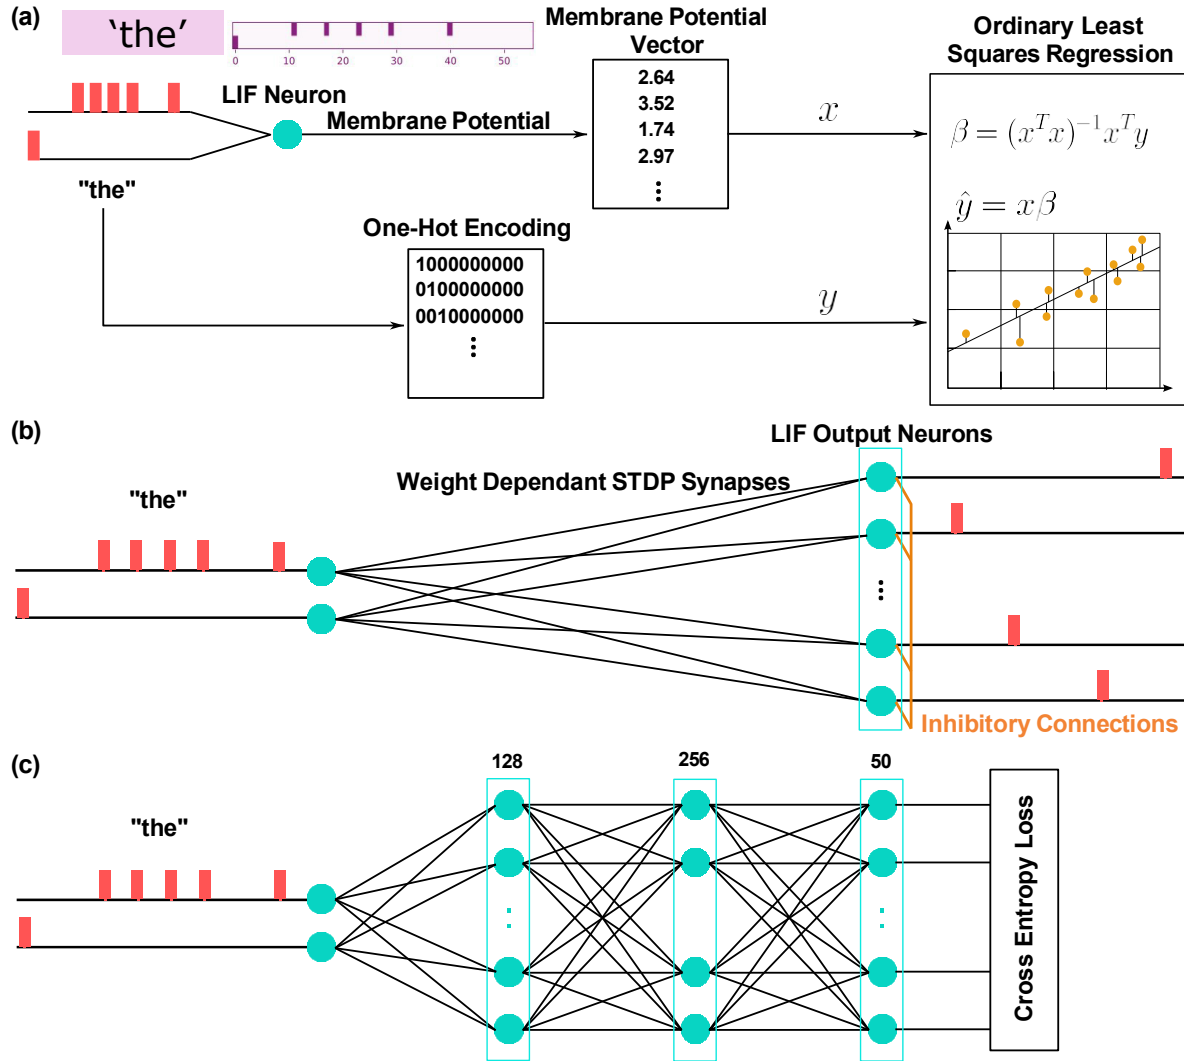 (a)
'the'
0 10 20 30 40 50
Membrane Potential
Vector
Ordinary Least
Squares Regression
LIF Neuron
Membrane Potential
2.64
3.52
1.74
2.97
⋮
x
β = (x^T x)^{-1} x^T y
"the"
One-Hot Encoding
1000000000
0100000000
0010000000
⋮
y
ŷ = xβ
(b)
LIF Output Neurons
Weight Dependant STDP Synapses
"the"
Inhibitory Connections
(c)
128 256 50
"the"
Cross Entropy Loss